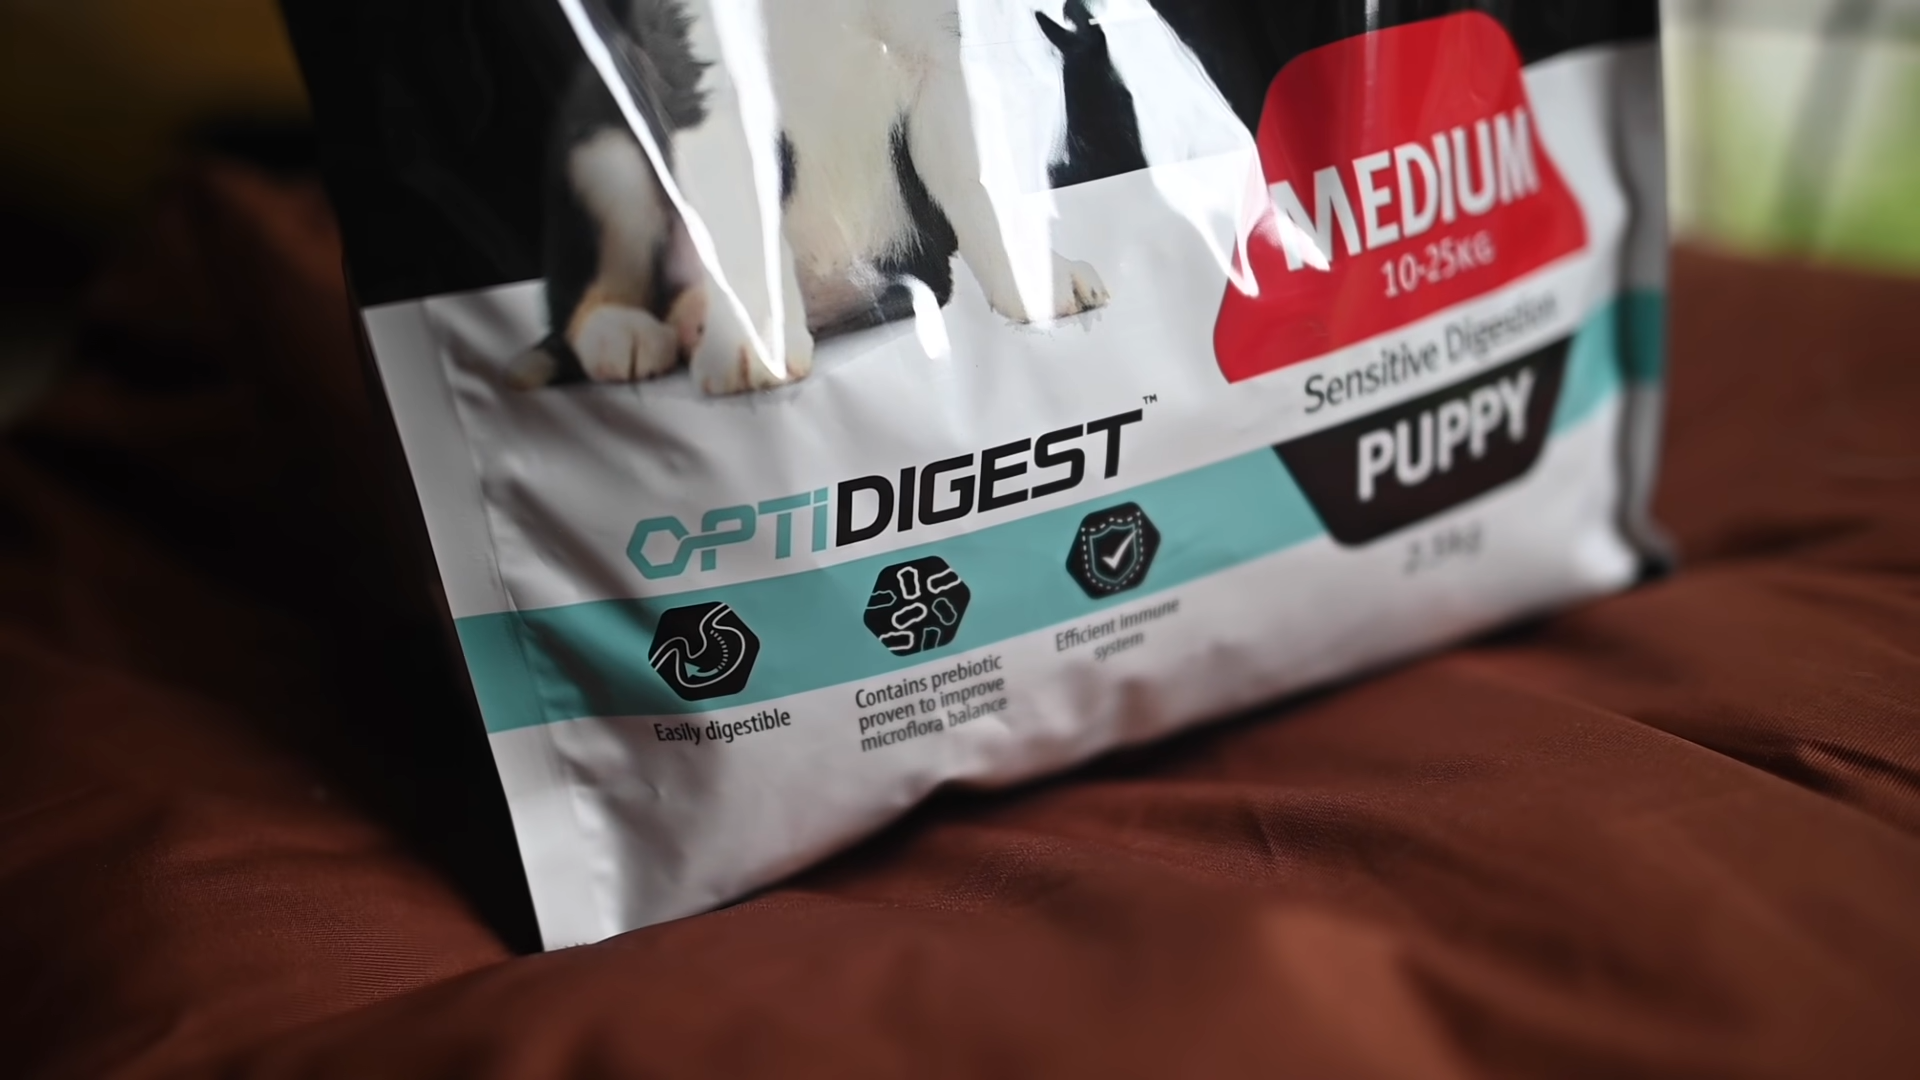 MEDIUM
10-25KG
Sensitive Digestion
PUPPY
OPTiDIGEST™
Easily digestible
Contains prebiotic
proven to improve
microflora balance
Efficient immune
system